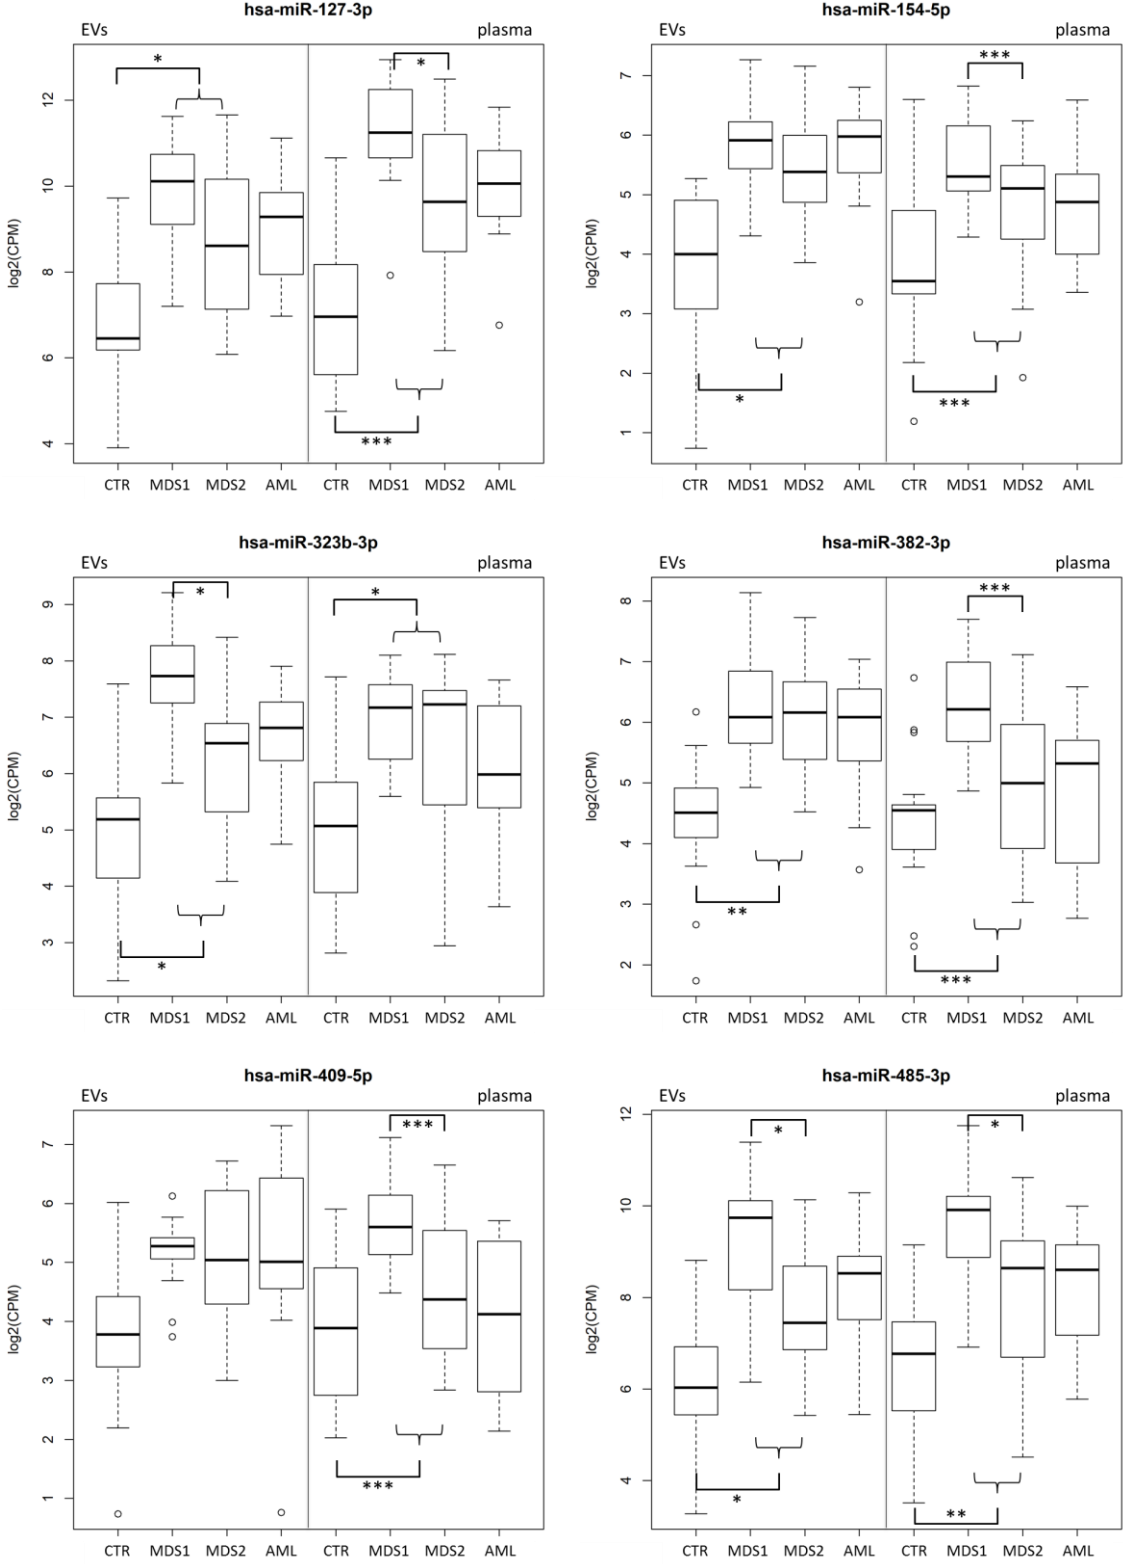 hsa-miR-127-3p
EVs plasma
* *
log2(CPM)
12
10
8
6
4
***
CTR MDS1 MDS2 AML CTR MDS1 MDS2 AML
hsa-miR-154-5p
EVs plasma
***
log2(CPM)
7
6
5
4
3
2
1
* ***
CTR MDS1 MDS2 AML CTR MDS1 MDS2 AML
hsa-miR-323b-3p
EVs plasma
* *
log2(CPM)
9
8
7
6
5
4
3
*
CTR MDS1 MDS2 AML CTR MDS1 MDS2 AML
hsa-miR-382-3p
EVs plasma
***
log2(CPM)
8
7
6
5
4
3
2
** ***
CTR MDS1 MDS2 AML CTR MDS1 MDS2 AML
hsa-miR-409-5p
EVs plasma
***
log2(CPM)
7
6
5
4
3
2
1
***
CTR MDS1 MDS2 AML CTR MDS1 MDS2 AML
hsa-miR-485-3p
EVs plasma
* *
log2(CPM)
12
10
8
6
4
* **
CTR MDS1 MDS2 AML CTR MDS1 MDS2 AML